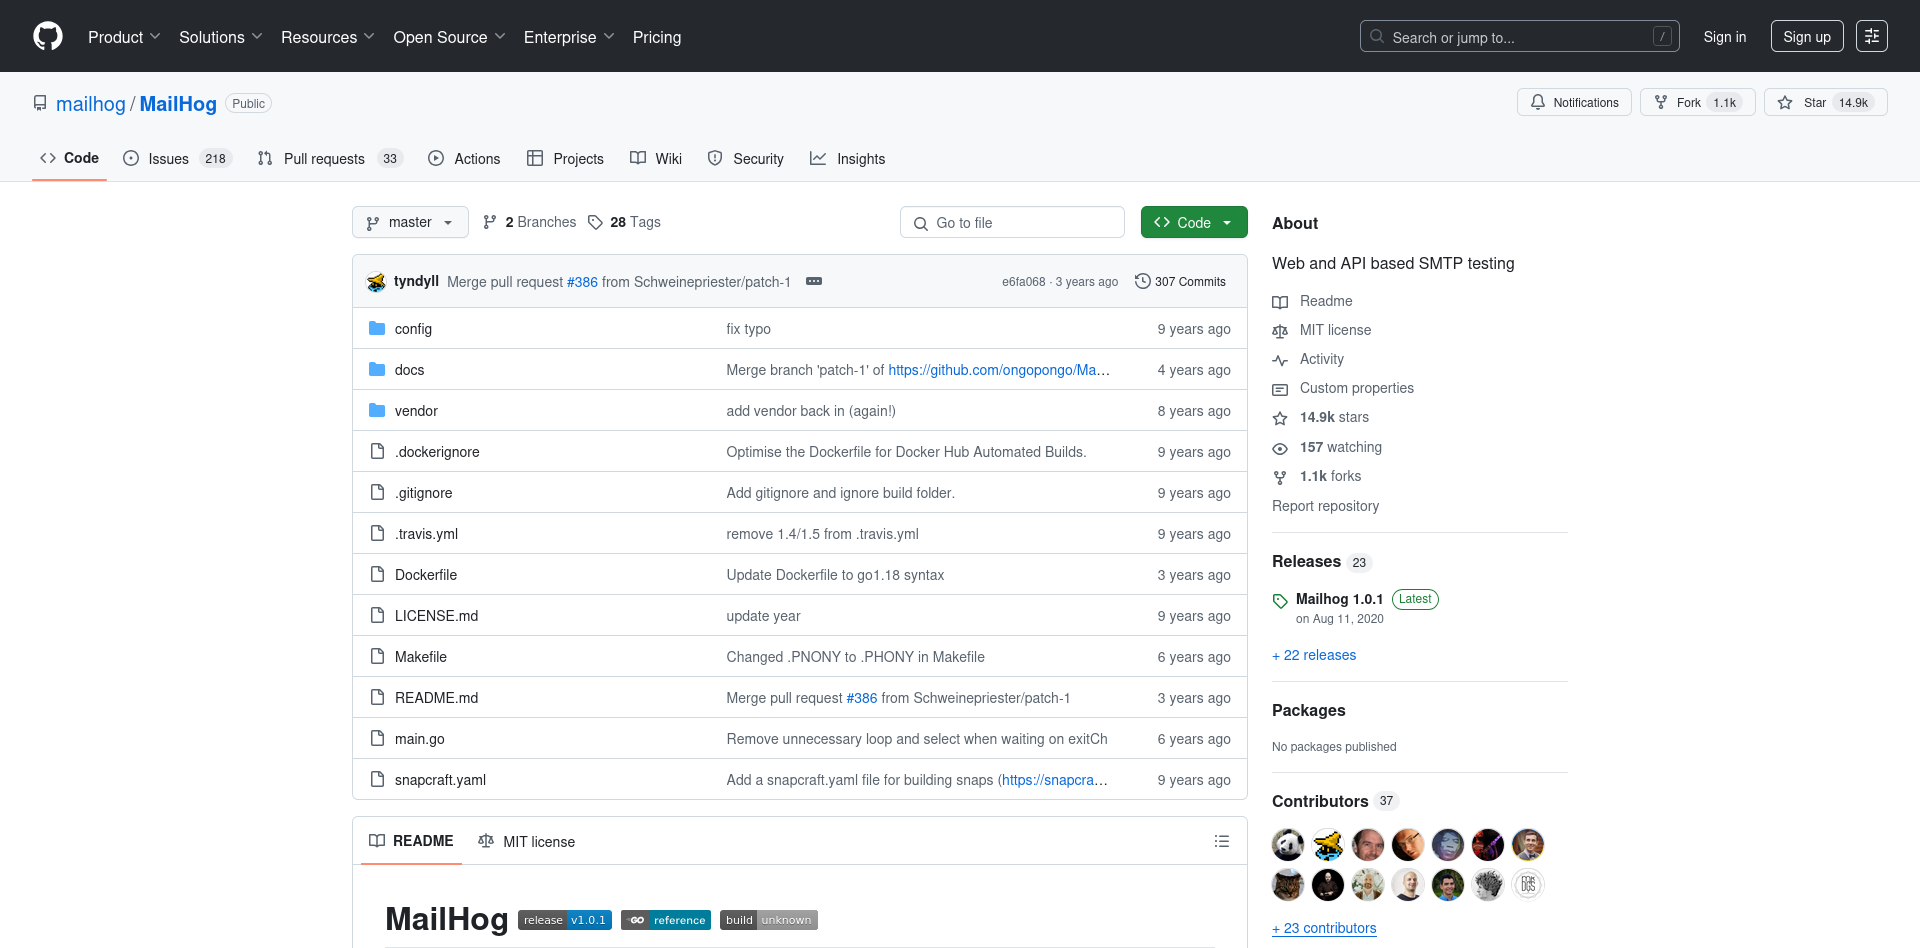 Product Solutions Resources Open Source Enterprise Pricing Search or jump to... / Sign in Sign up
mailhog / MailHog Public Notifications Fork 1.1k Star 14.9k
Code Issues 218 Pull requests 33 Actions Projects Wiki Security Insights
master 2 Branches 28 Tags Go to file Code
tyndyll Merge pull request #386 from Schweinepriester/patch-1 e6fa068 · 3 years ago 307 Commits
config fix typo 9 years ago
docs Merge branch 'patch-1' of https://github.com/ongopongo/Ma… 4 years ago
vendor add vendor back in (again!) 8 years ago
.dockerignore Optimise the Dockerfile for Docker Hub Automated Builds. 9 years ago
.gitignore Add gitignore and ignore build folder. 9 years ago
.travis.yml remove 1.4/1.5 from .travis.yml 9 years ago
Dockerfile Update Dockerfile to go1.18 syntax 3 years ago
LICENSE.md update year 9 years ago
Makefile Changed .PNONY to .PHONY in Makefile 6 years ago
README.md Merge pull request #386 from Schweinepriester/patch-1 3 years ago
main.go Remove unnecessary loop and select when waiting on exitCh 6 years ago
snapcraft.yaml Add a snapcraft.yaml file for building snaps (https://snapcra… 9 years ago
README MIT license
MailHog release v1.0.1 GO reference build unknown
About
Web and API based SMTP testing
Readme
MIT license
Activity
Custom properties
14.9k stars
157 watching
1.1k forks
Report repository
Releases 23
Mailhog 1.0.1 Latest
on Aug 11, 2020
+ 22 releases
Packages
No packages published
Contributors 37
+ 23 contributors